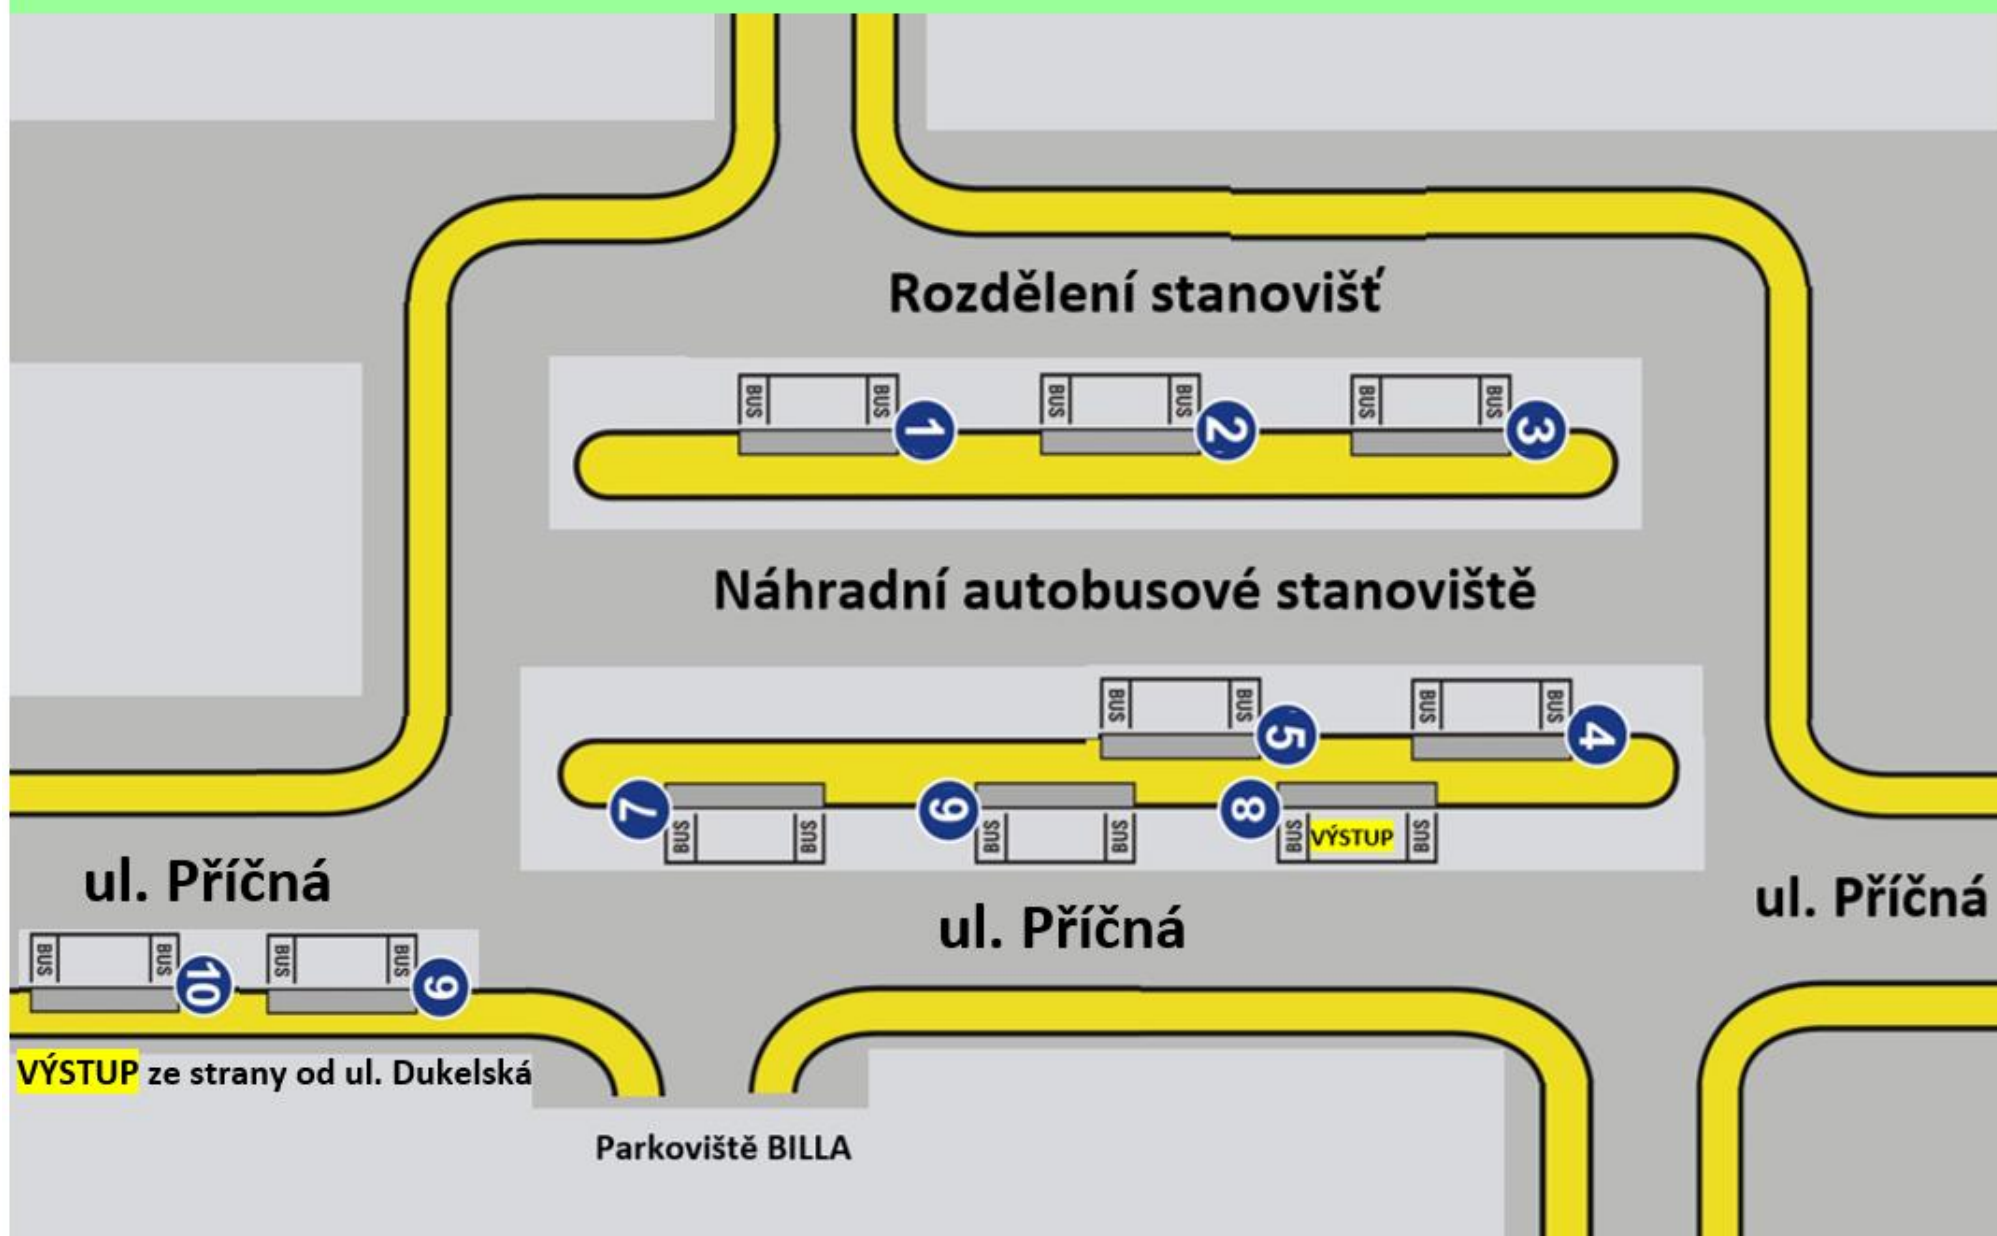 Rozdělení stanovišť
BUS BUS 1
BUS BUS 2
BUS BUS 3
Náhradní autobusové stanoviště
BUS BUS 5
BUS BUS 4
7 BUS BUS
6 BUS BUS
8 BUS VÝSTUP BUS
ul. Příčná
ul. Příčná
ul. Příčná
BUS BUS 10
BUS BUS 9
VÝSTUP ze strany od ul. Dukelská
Parkoviště BILLA